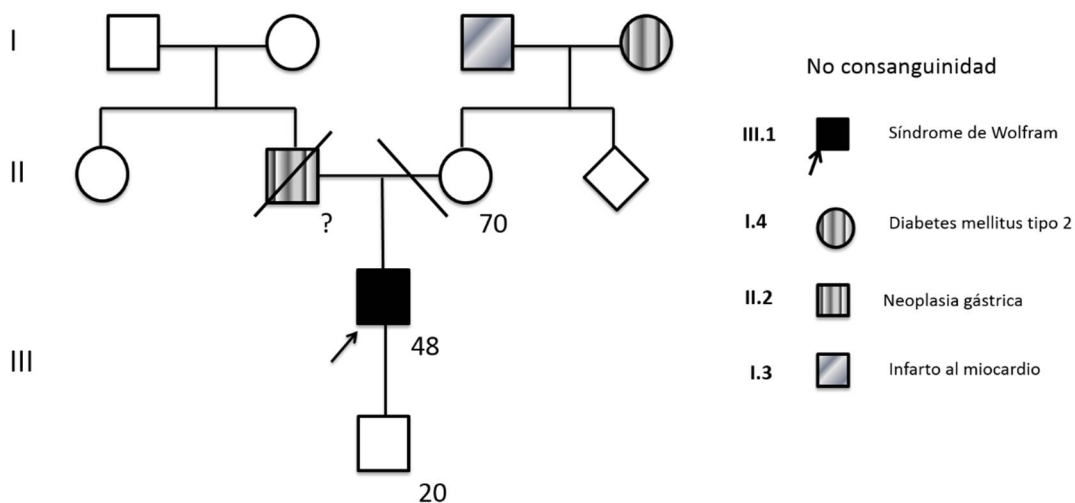 I
No consanguinidad
III.1 Síndrome de Wolfram
II
? 70
I.4 Diabetes mellitus tipo 2
II.2 Neoplasia gástrica
48
III
I.3 Infarto al miocardio
20